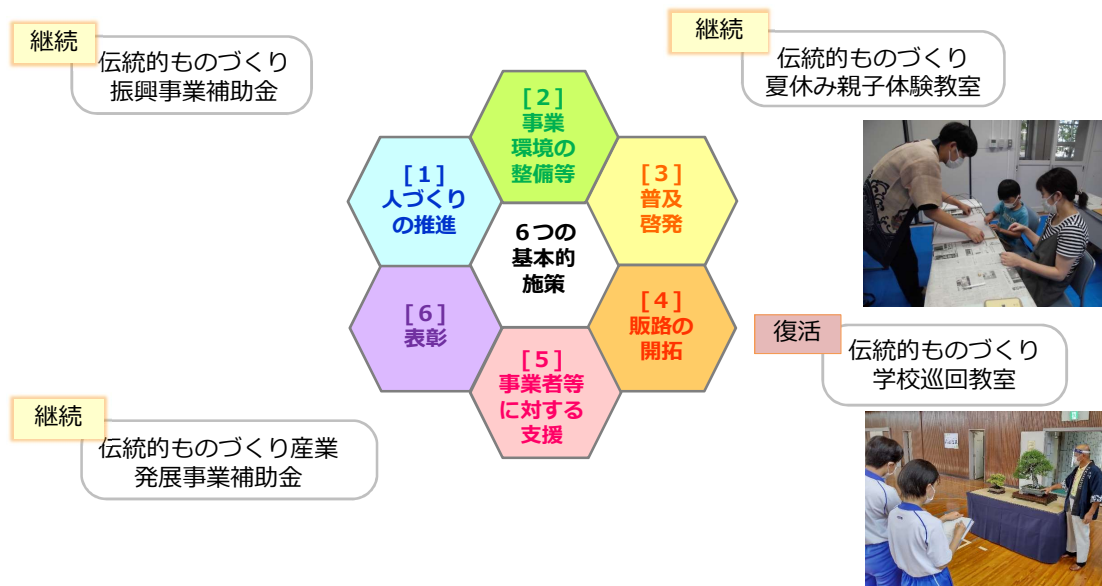 継続
伝統的ものづくり
振興事業補助金
継続
伝統的ものづくり
夏休み親子体験教室
[２]
事業
環境の
整備等
[１]
人づくり
の推進
[３]
普及
啓発
６つの
基本的
施策
[６]
表彰
[４]
販路の
開拓
[５]
事業者等
に対する
支援
復活
伝統的ものづくり
学校巡回教室
継続
伝統的ものづくり産業
発展事業補助金